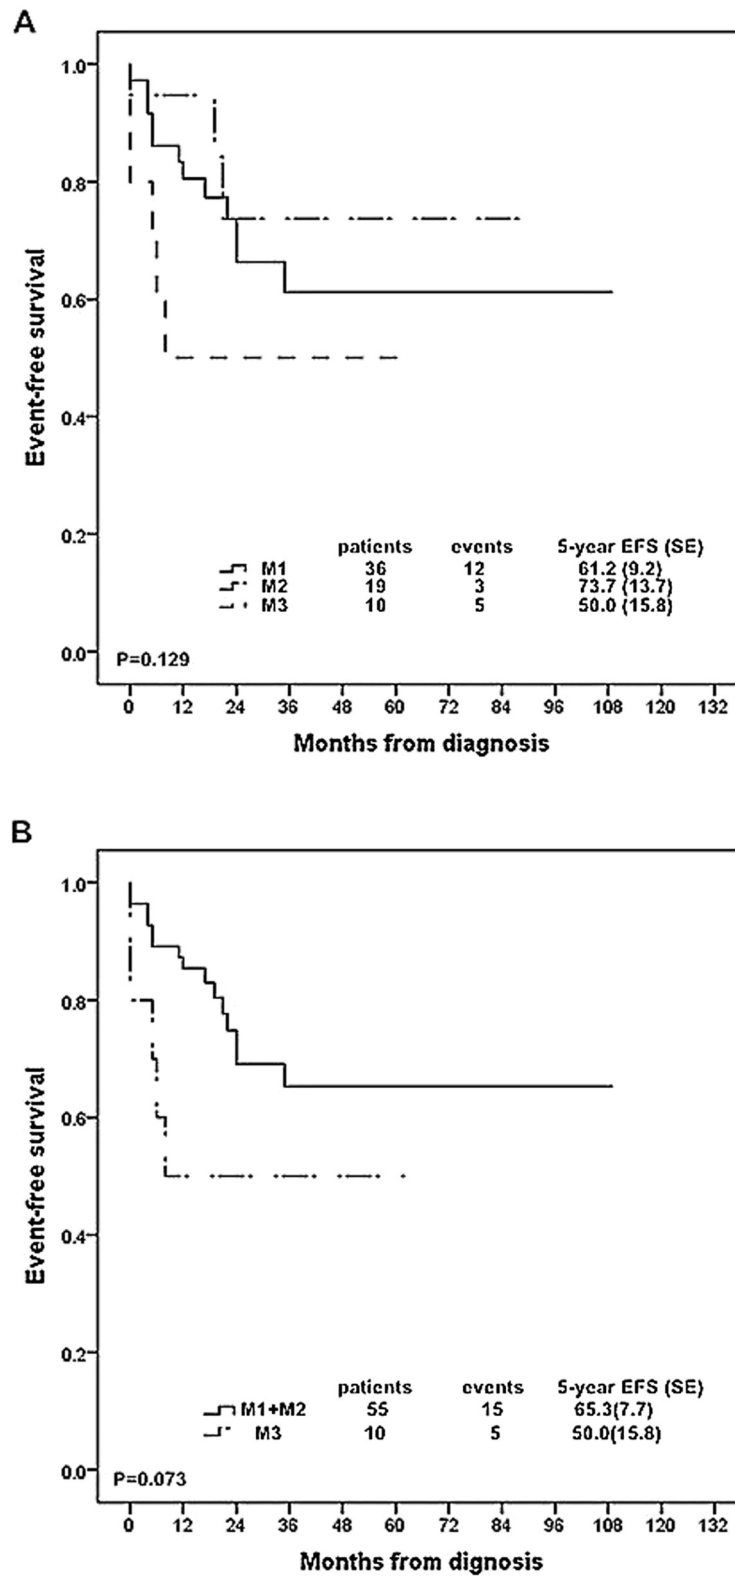 A
1.0
0.8
0.6
0.4
0.2
0.0
Event-free survival
patients events 5-year EFS (SE)
M1 36 12 61.2 (9.2)
M2 19 3 73.7 (13.7)
M3 10 5 50.0 (15.8)
P=0.129
0 12 24 36 48 60 72 84 96 108 120 132
Months from diagnosis
B
1.0
0.8
0.6
0.4
0.2
0.0
Event-free survival
patients events 5-year EFS (SE)
M1+M2 55 15 65.3(7.7)
M3 10 5 50.0(15.8)
P=0.073
0 12 24 36 48 60 72 84 96 108 120 132
Months from dignosis